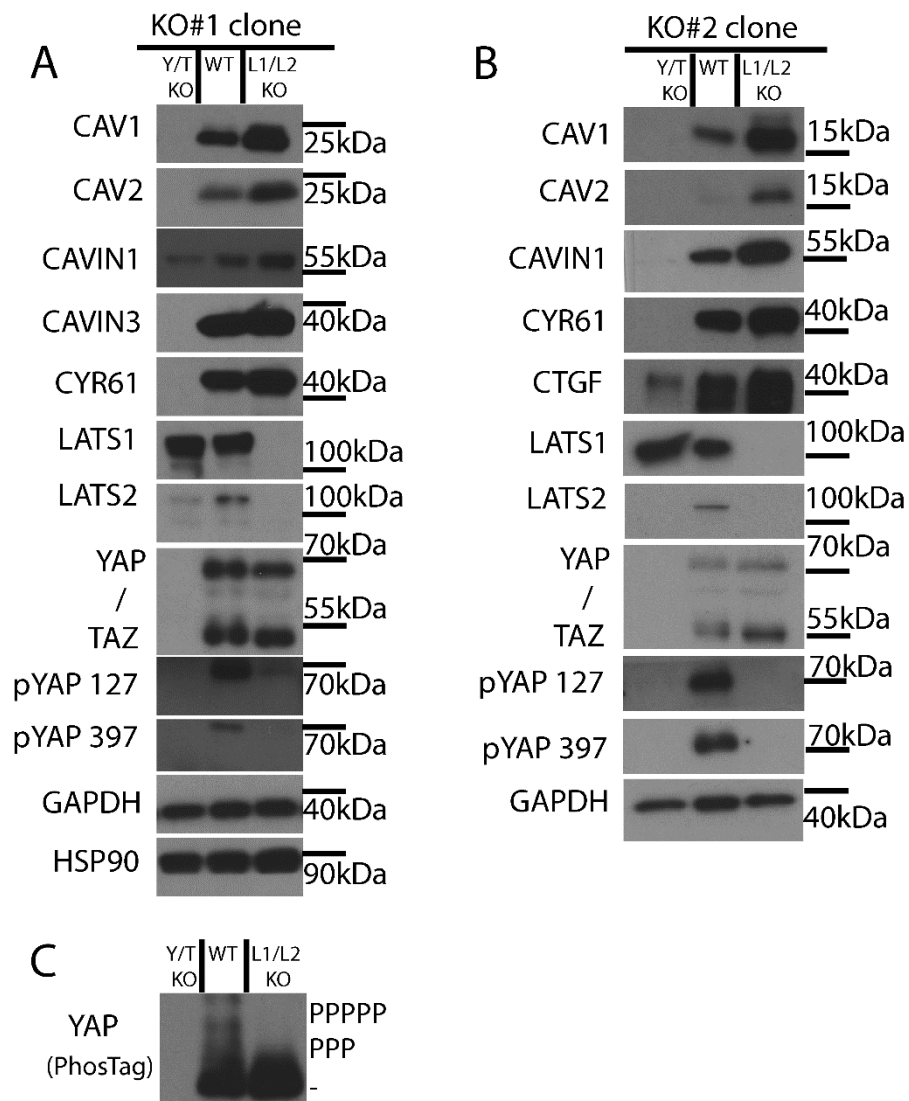 KO#1 clone
A
Y/T WT L1/L2
KO KO
CAV1 25kDa
CAV2 25kDa
CAVIN1 55kDa
CAVIN3 40kDa
CYR61 40kDa
LATS1 100kDa
LATS2 100kDa
70kDa
YAP
/
55kDa
TAZ
pYAP 127 70kDa
pYAP 397 70kDa
GAPDH 40kDa
HSP90 90kDa
KO#2 clone
B
Y/T WT L1/L2
KO KO
CAV1 15kDa
CAV2 15kDa
CAVIN1 55kDa
CYR61 40kDa
CTGF 40kDa
LATS1 100kDa
LATS2 100kDa
70kDa
YAP
/
55kDa
TAZ
pYAP 127 70kDa
pYAP 397 70kDa
GAPDH 40kDa
C
Y/T WT L1/L2
KO KO
PPPPP
YAP PPP
(PhosTag)
-